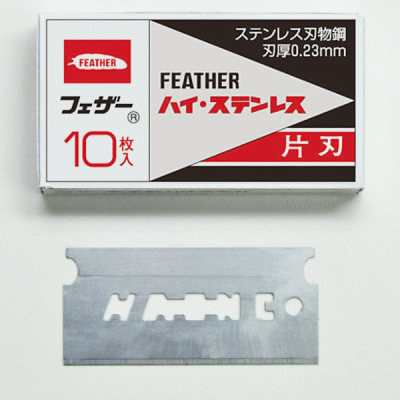 FEATHER
フェザー®
10枚入
ステンレス刃物鋼
刃厚0.23mm
FEATHER
ハイ・ステンレス
片刃